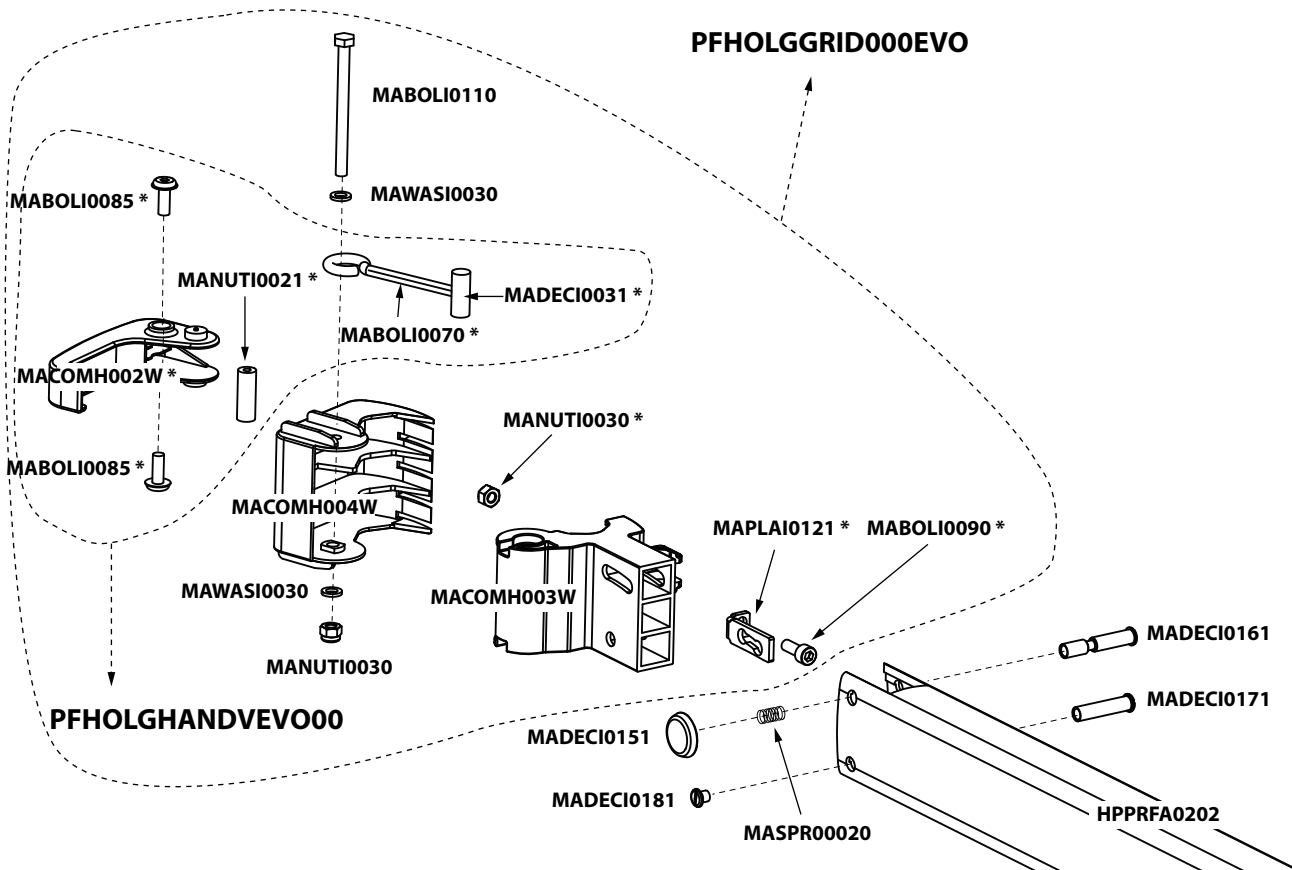 PFHOLGGRID000EVO
MABOLI0110
MAWASI0030
MABOLI0085 *
MANUTI0021 *
MADECI0031 *
MABOLI0070 *
MACOMH002W *
MANUTI0030 *
MABOLI0085 *
MACOMH004W
MAPLAI0121 *
MABOLI0090 *
MAWASI0030
MACOMH003W
MADECI0161
MANUTI0030
MADECI0171
PFHOLGHANDVEVO00
MADECI0151
MADECI0181
HPPRFA0202
MASPR00020